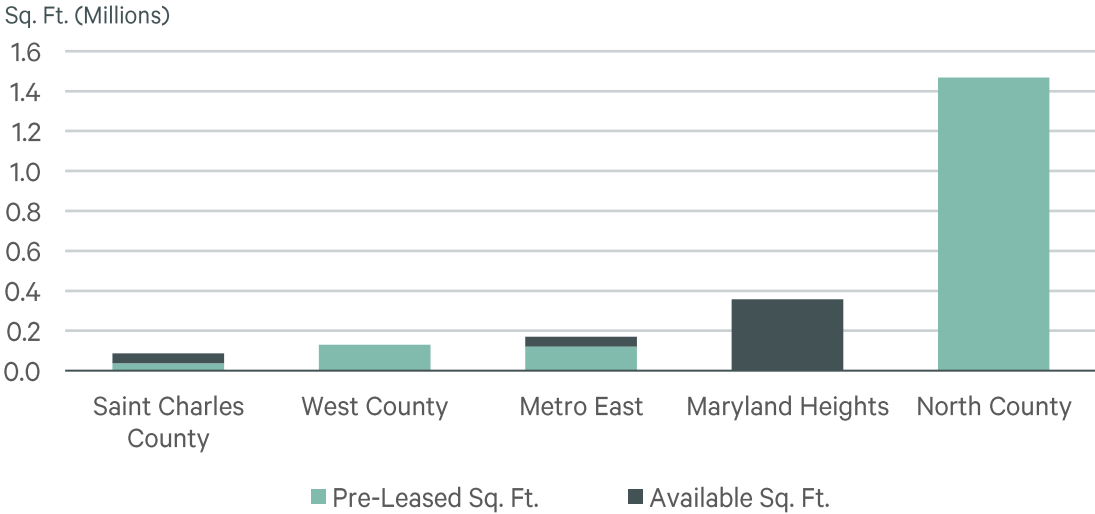 Sq. Ft. (Millions)
1.6
1.4
1.2
1.0
0.8
0.6
0.4
0.2
0.0
Saint Charles County
West County
Metro East
Maryland Heights
North County
Pre-Leased Sq. Ft.
Available Sq. Ft.